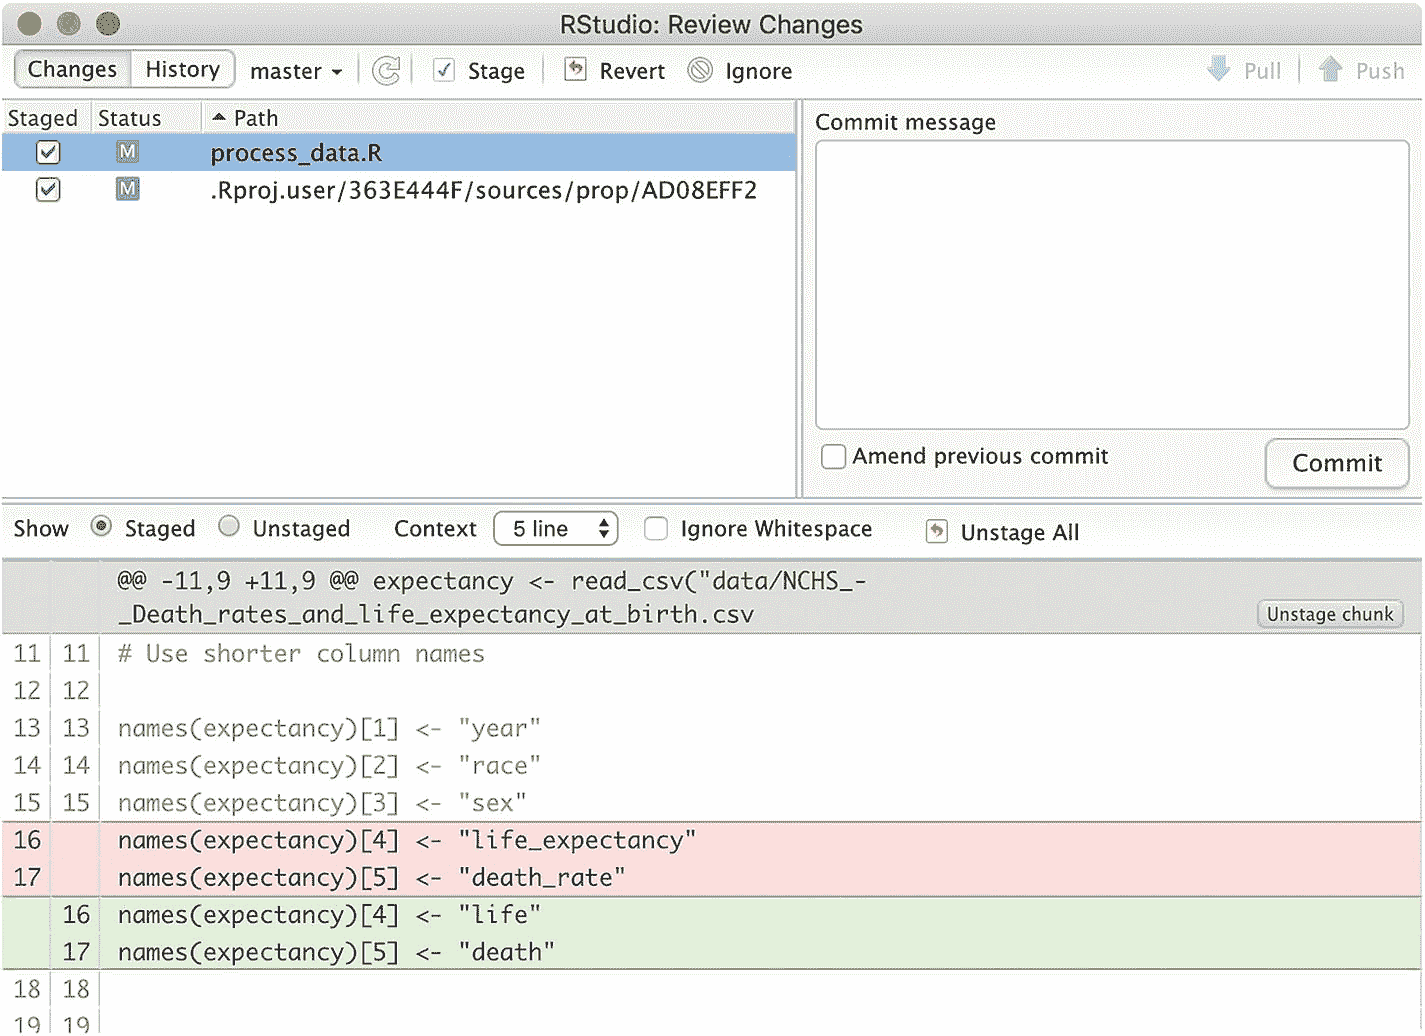 RStudio: Review Changes
Changes History master Stage Revert Ignore Pull Push
Staged Status Path
M process_data.R
M .Rproj.user/363E444F/sources/prop/AD08EFF2
Commit message
Amend previous commit Commit
Show Staged Unstaged Context 5 line Ignore Whitespace Unstage All
@@ -11,9 +11,9 @@ expectancy <- read_csv("data/NCHS_-
_Death_rates_and_life_expectancy_at_birth.csv Unstage chunk
11 11 # Use shorter column names
12 12
13 13 names(expectancy)[1] <- "year"
14 14 names(expectancy)[2] <- "race"
15 15 names(expectancy)[3] <- "sex"
16 names(expectancy)[4] <- "life_expectancy"
17 names(expectancy)[5] <- "death_rate"
16 names(expectancy)[4] <- "life"
17 names(expectancy)[5] <- "death"
18 18
19 19